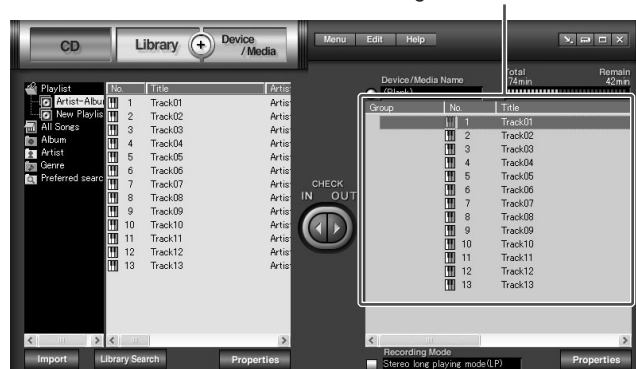 CD
Library
Device
/Media
Menu Edit Help
Total Remain
Device/Media Name 74min 42min
(Blank)
Playlist
Artist-Albu
New Playlis
All Songs
Album
Artist
Genre
Preferred searc
No. Title Artis
1 Track01 Artis
2 Track02 Artis
3 Track03 Artis
4 Track04 Artis
5 Track05 Artis
6 Track06 Artis
7 Track07 Artis
8 Track08 Artis
9 Track09 Artis
10 Track10 Artis
11 Track11 Artis
12 Track12 Artis
13 Track13 Artis
CHECK
IN OUT
Group No. Title
1 Track01
2 Track02
3 Track03
4 Track04
5 Track05
6 Track06
7 Track07
8 Track08
9 Track09
10 Track10
11 Track11
12 Track12
13 Track13
Import Library Search Properties
Recording Mode
Stereo long playing mode(LP)
Properties